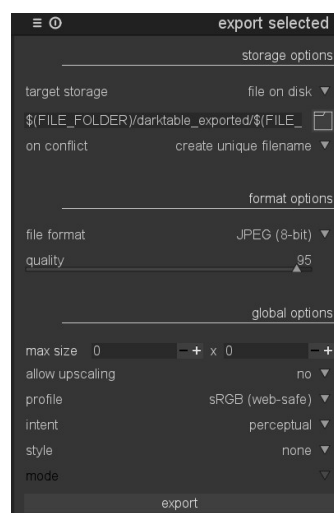 export selected
storage options
target storage file on disk
$(FILE_FOLDER)/darktable_exported/$(FILE_
on conflict create unique filename
format options
file format JPEG (8-bit)
quality 95
global options
max size 0 - + x 0 - +
allow upscaling no
profile sRGB (web-safe)
intent perceptual
style none
mode
export